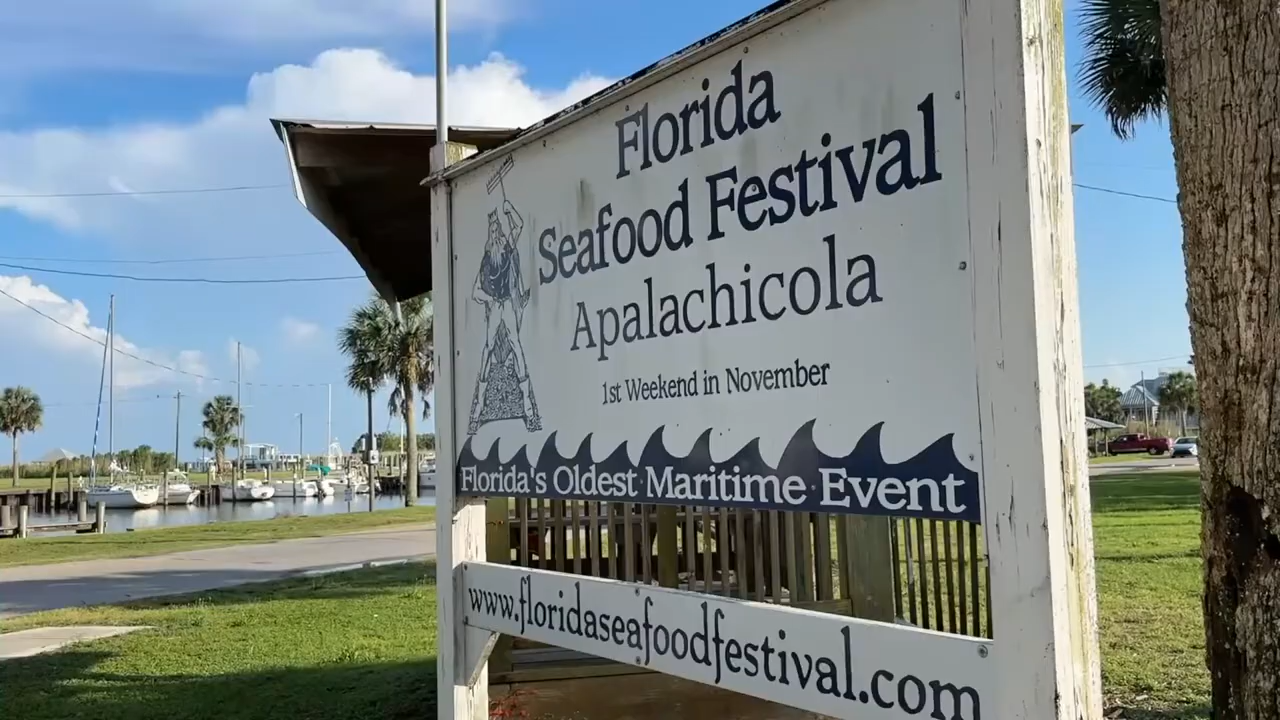 Florida
Seafood Festival
Apalachicola
1st Weekend in November
Florida's Oldest Maritime Event
www.floridaseafoodfestival.com